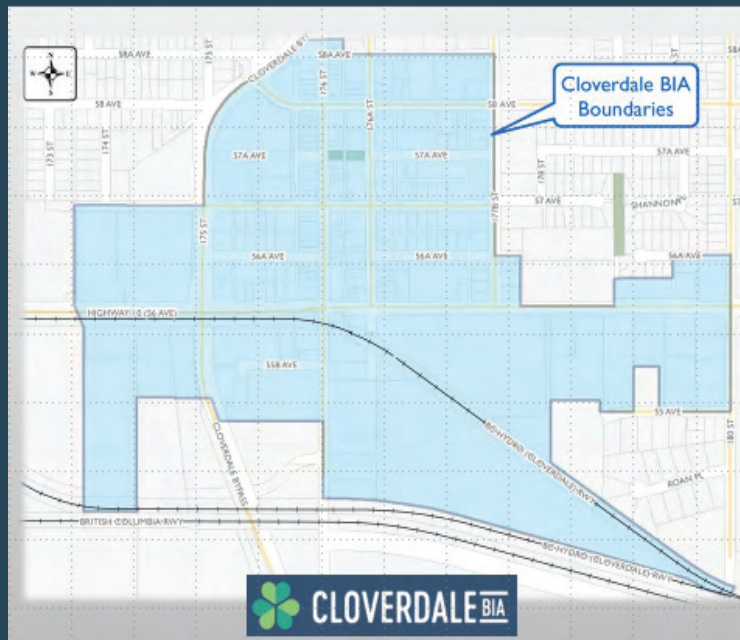 58A AVE
175 ST
CLOVERDALE BY
58A AVE
176 ST
176A ST
58 AVE
58 AVE
173 ST
174 ST
Cloverdale BIA
Boundaries
57A AVE
57A AVE
57A AVE
178 ST
57 AVE
SHANNON PL
177B ST
175 ST
56A AVE
56A AVE
56A AVE
HIGHWAY 10 (56 AVE)
55B AVE
55 AVE
180 ST
CLOVERDALE BYPASS
BC HYDRO (CLOVERDALE) RWY
ROAN PL
BRITISH COLUMBIA RWY
BC HYDRO (CLOVERDALE) RWY
CLOVERDALE BIA